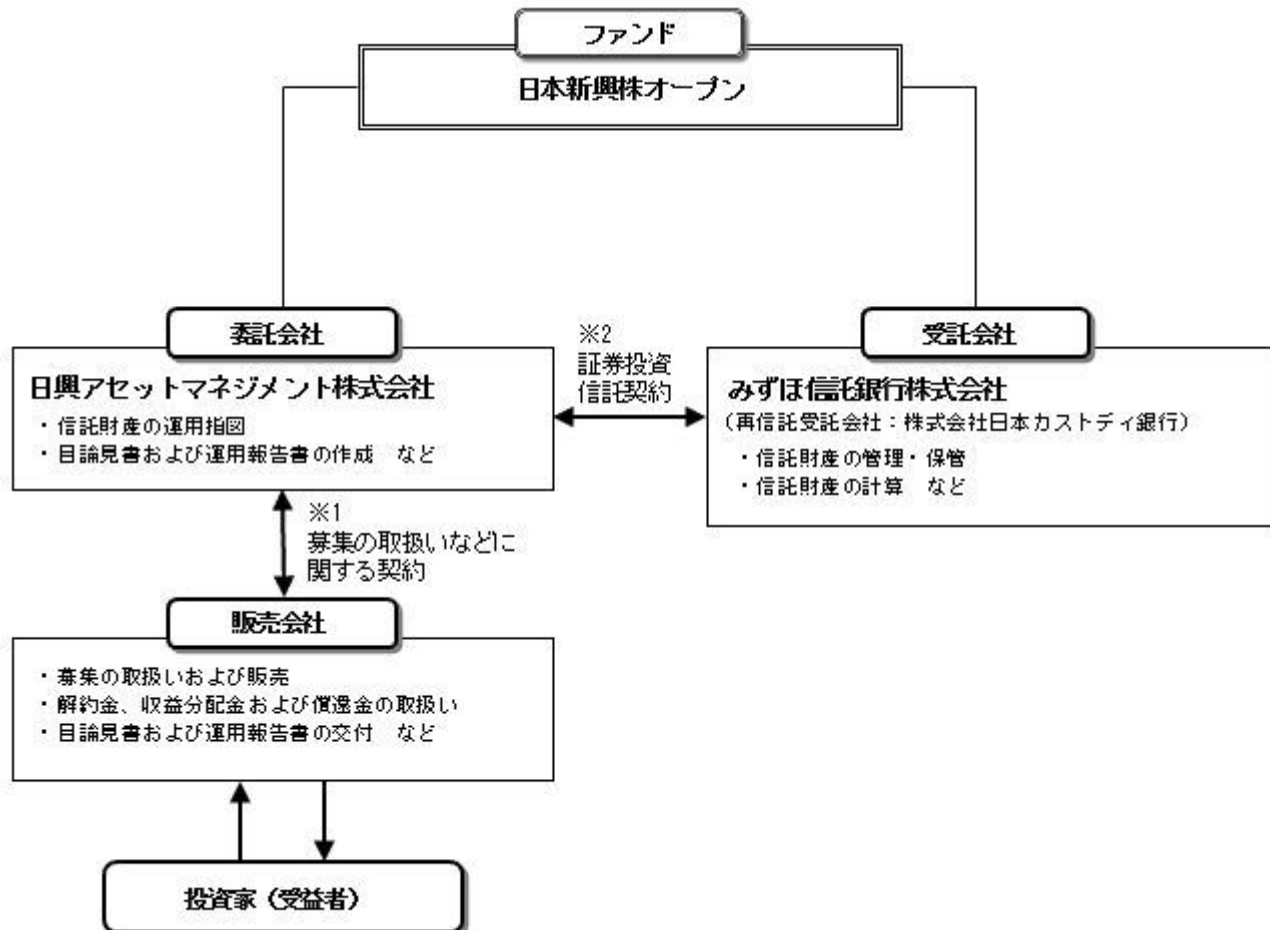 ファンド
日本新興株オープン
委託会社
日興アセットマネジメント株式会社
・信託財産の運用指図
・目論見書および運用報告書の作成　など
※2
証券投資
信託契約
受託会社
みずほ信託銀行株式会社
(再信託受託会社：株式会社日本カストディ銀行)
・信託財産の管理・保管
・信託財産の計算　など
※1
募集の取扱いなどに
関する契約
販売会社
・募集の取扱いおよび販売
・解約金、収益分配金および償還金の取扱い
・目論見書および運用報告書の交付　など
投資家（受益者）